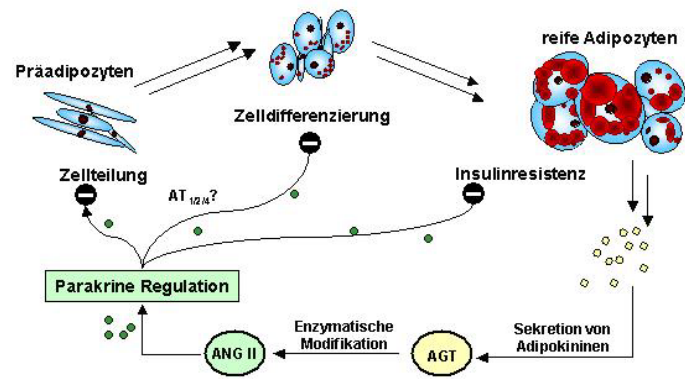 Präadipozyten
reife Adipozyten
Zelldifferenzierung
Zellteilung
AT1/2/4?
Insulinresistenz
Parakrine Regulation
Enzymatische
Modifikation
Sekretion von
Adipokininen
ANG II
AGT